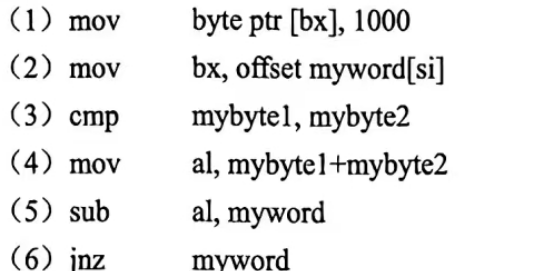 （1）mov byte ptr [bx], 1000
（2）mov bx, offset myword[si]
（3）cmp mybyte1, mybyte2
（4）mov al, mybyte1+mybyte2
（5）sub al, myword
（6）jnz myword